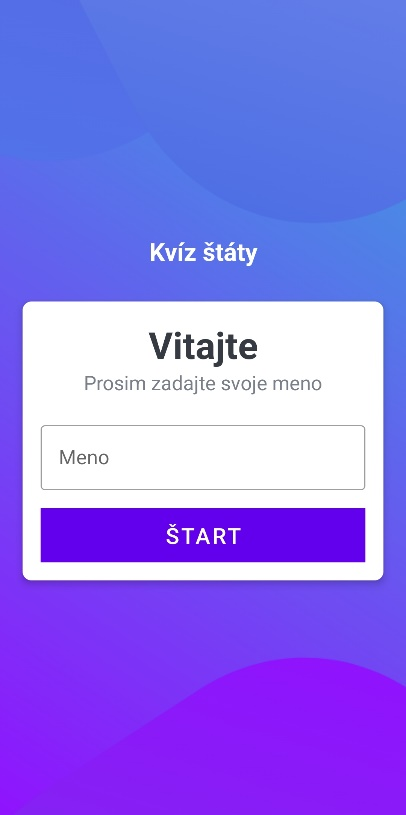 Kvíz štáty
Vitajte
Prosim zadajte svoje meno
Meno
ŠTART